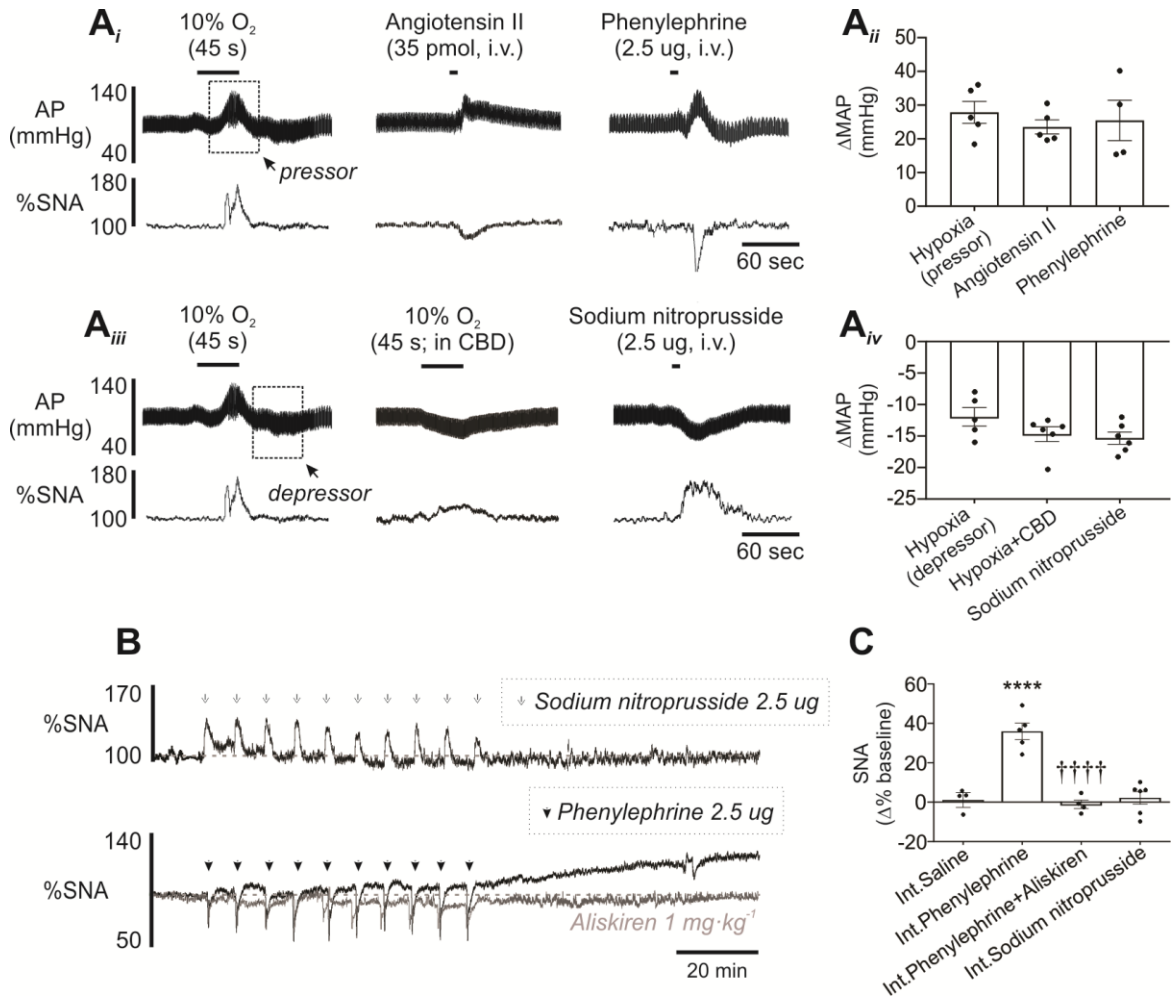 Ai
10% O2
(45 s)
Angiotensin II
(35 pmol, i.v.)
Phenylephrine
(2.5 ug, i.v.)
AP
(mmHg)
140
40
pressor
%SNA
180
100
60 sec
Aii
ΔMAP
(mmHg)
50
40
30
20
10
0
Hypoxia
(pressor)
Angiotensin II
Phenylephrine
Aiii
10% O2
(45 s)
10% O2
(45 s; in CBD)
Sodium nitroprusside
(2.5 ug, i.v.)
AP
(mmHg)
140
40
depressor
%SNA
180
100
60 sec
Aiv
ΔMAP
(mmHg)
0
-5
-10
-15
-20
-25
Hypoxia
(depressor)
Hypoxia+CBD
Sodium nitroprusside
B
170
%SNA
100
Sodium nitroprusside 2.5 ug
Phenylephrine 2.5 ug
140
%SNA
50
Aliskiren 1 mg·kg-1
20 min
C
SNA
(Δ% baseline)
60
40
20
0
-20
****
††††
Int.Saline
Int.Phenylephrine
Int.Phenylephrine+Aliskiren
Int.Sodium nitroprusside